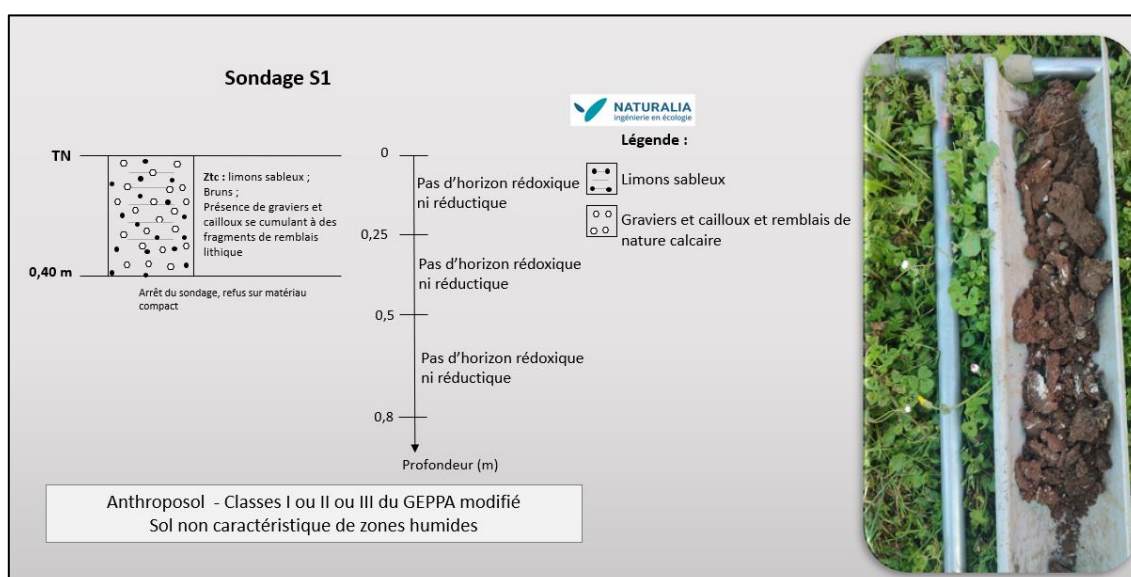 Sondage S1
TN
0,40 m
Ztc : limons sableux ;
Bruns ;
Présence de graviers et
cailloux se cumulant à des
fragments de remblais
lithique
Arrêt du sondage, refus sur matériau
compact
0
Pas d’horizon rédoxique
ni réductique
0,25
Pas d’horizon rédoxique
ni réductique
0,5
Pas d’horizon rédoxique
ni réductique
0,8
Profondeur (m)
NATURALIA
ingénierie en écologie
Légende :
Limons sableux
Graviers et cailloux et remblais de
nature calcaire
Anthroposol - Classes I ou II ou III du GEPPA modifié
Sol non caractéristique de zones humides